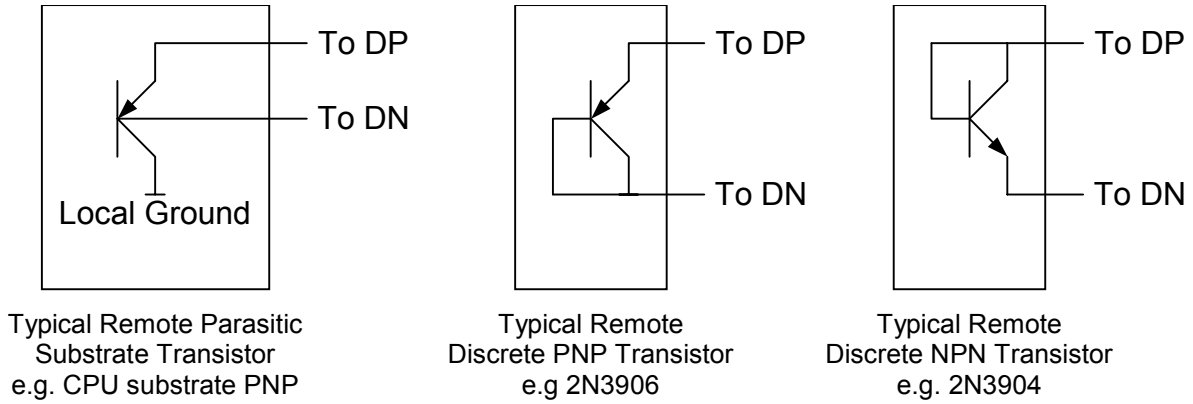 To DP
To DN
Local Ground
Typical Remote Parasitic
Substrate Transistor
e.g. CPU substrate PNP
To DP
To DN
Typical Remote
Discrete PNP Transistor
e.g 2N3906
To DP
To DN
Typical Remote
Discrete NPN Transistor
e.g. 2N3904